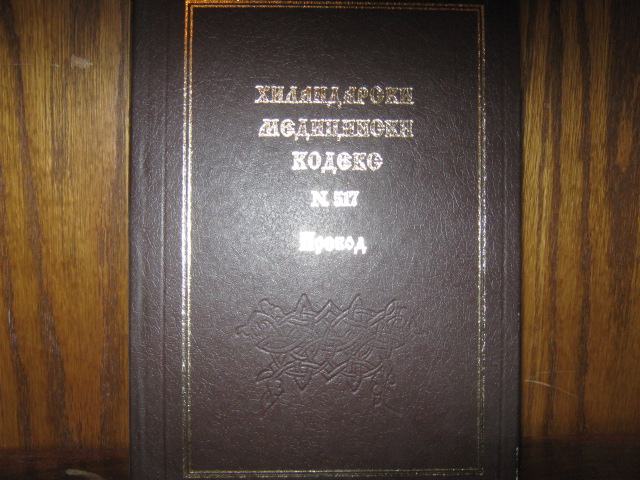 ХИЛАНДАРСКИ
МЕДИЦИНСКИ
КОДЕКС
N. 517
Превод